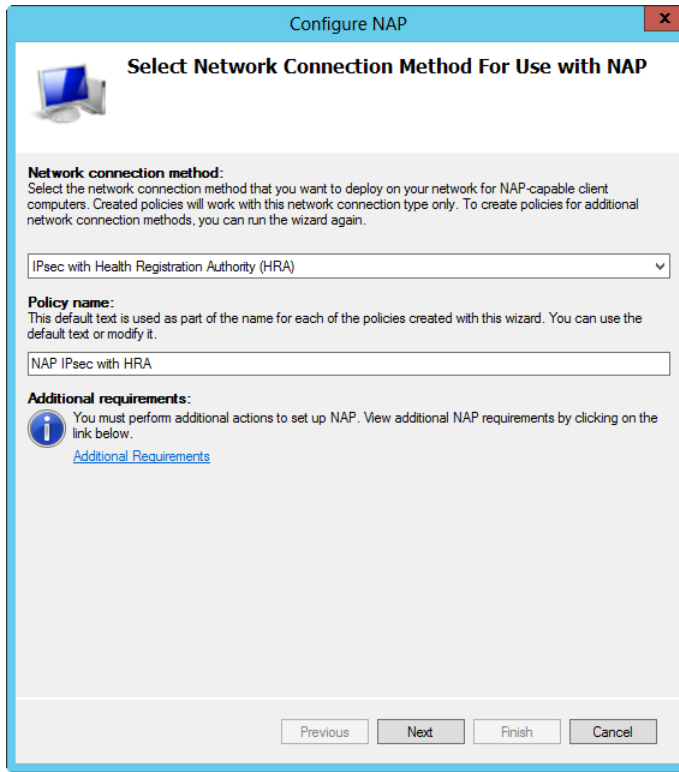 Configure NAP
x
Select Network Connection Method For Use with NAP
Network connection method:
Select the network connection method that you want to deploy on your network for NAP-capable client
computers. Created policies will work with this network connection type only. To create policies for additional
network connection methods, you can run the wizard again.
IPsec with Health Registration Authority (HRA)
Policy name:
This default text is used as part of the name for each of the policies created with this wizard. You can use the
default text or modify it.
NAP IPsec with HRA
Additional requirements:
You must perform additional actions to set up NAP. View additional NAP requirements by clicking on the
link below.
Additional Requirements
Previous Next Finish Cancel